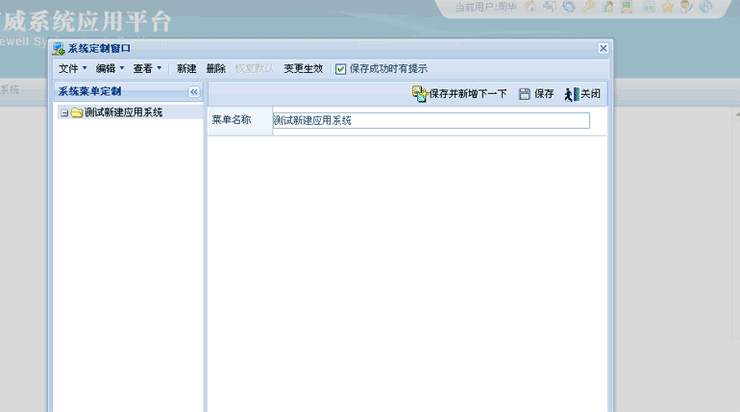 威系统应用平台
当前用户:周华
ewell Sy
系统定制窗口
文件 编辑 查看 新建 删除 恢复默认 变更生效 保存成功时有提示
系统
系统菜单定制
保存并新增下一下 保存 关闭
测试新建应用系统
菜单名称 测试新建应用系统